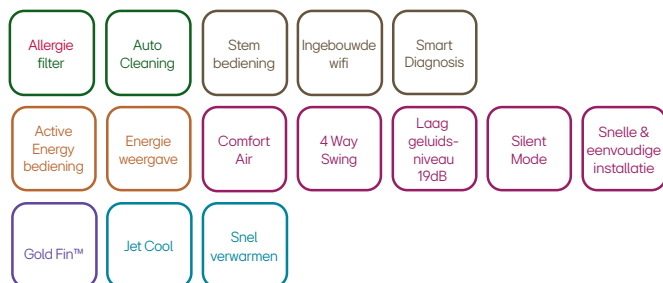 Allergie
filter
Auto
Cleaning
Stem
bediening
Ingebouwde
wifi
Smart
Diagnosis
Active
Energy
bediening
Energie
weergave
Comfort
Air
4 Way
Swing
Laag
geluids-
niveau
19dB
Silent
Mode
Snelle &
eenvoudige
installatie
Gold Fin™
Jet Cool
Snel
verwarmen